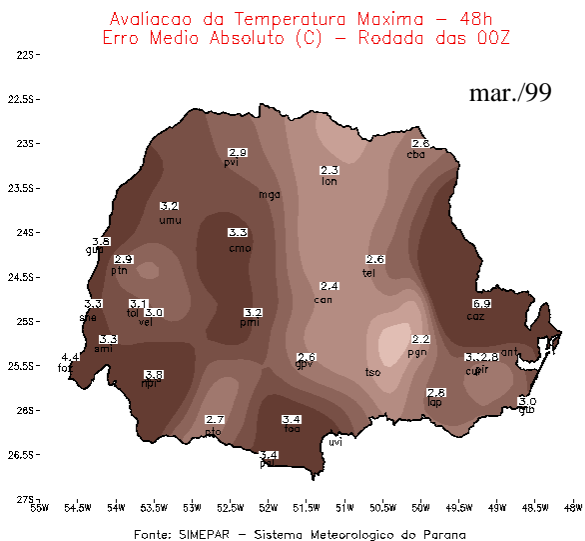 Avaliacao da Temperatura Maxima - 48h
Erro Medio Absoluto (C) - Rodada das 00Z
22S
mar./99
22.5S
23S
2.6
cba
2.9
pvi
2.3
lon
23.5S
mga
3.2
umu
24S
3.3
cmo
3.8
gua
2.9
ptn
2.6
tel
24.5S
2.4
can
3.3
sne
3.1
tol
3.0
vel
3.2
pmi
6.9
caz
25S
3.3
smi
2.2
pgn
ant
4.4
foz
2.6
gpv
2.8
pir
25.5S
tso
3.8
npi
2.8
lap
3.0
gtb
26S
2.7
pto
3.4
uvi
3.4
26.5S
27S
55W 54.5W 54W 53.5W 53W 52.5W 52W 51.5W 51W 50.5W 50W 49.5W 49W 48.5W 48W
Fonte: SIMEPAR - Sistema Meteorologico do Parana